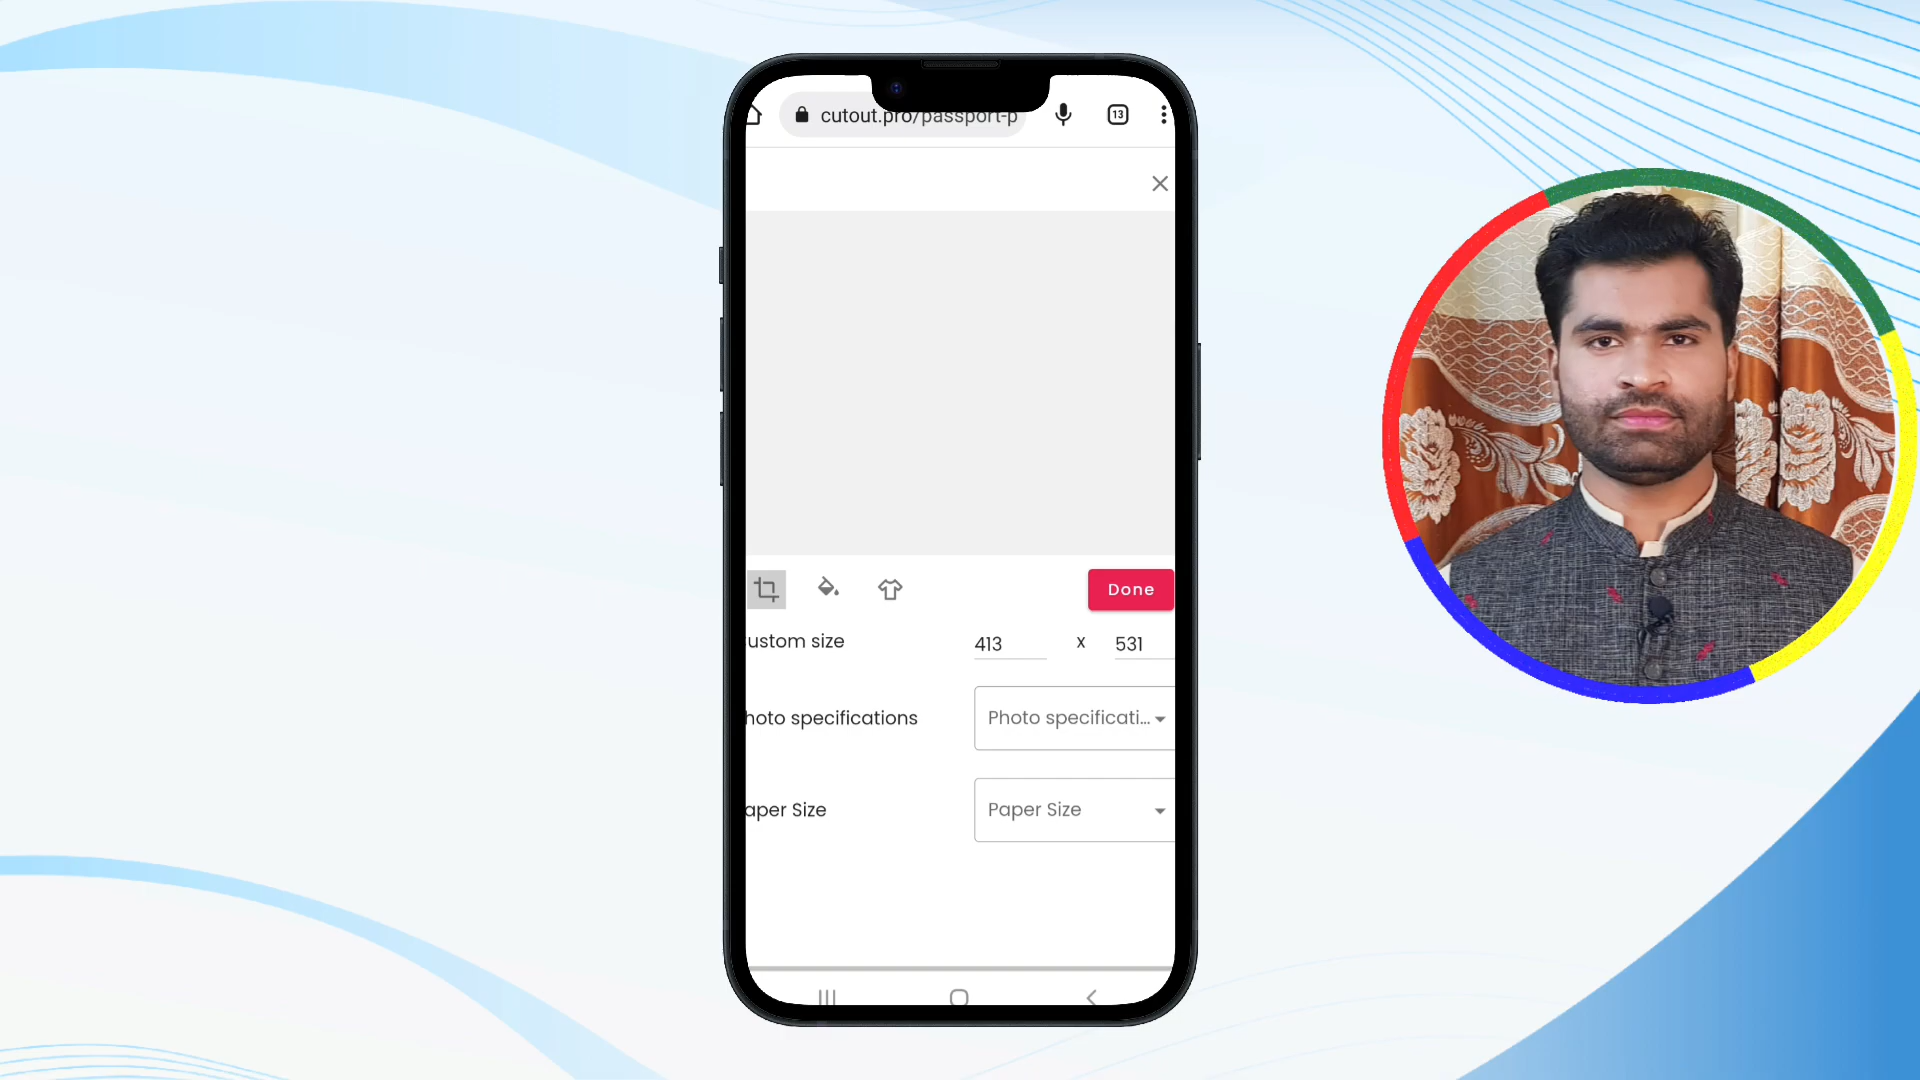 cutout.pro/passport-p
13
Done
ustom size
413 x 531
hoto specifications
Photo specificati...
aper Size
Paper Size